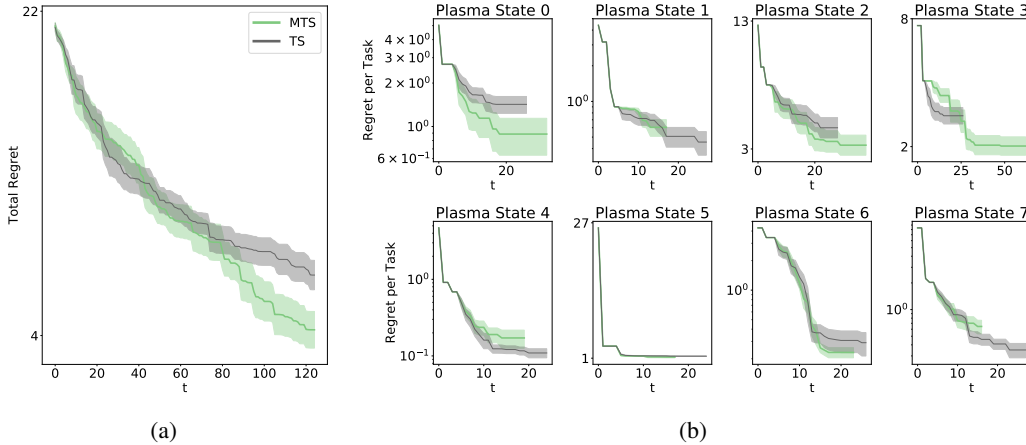 22
4
Total Regret
0 20 40 60 80 100 120
t
MTS
TS
(a)
Plasma State 0
4 × 10⁰
3 × 10⁰
2 × 10⁰
10⁰
6 × 10⁻¹
Regret per Task
0 20
t
Plasma State 1
10⁰
0 10 20
t
Plasma State 2
13
3
0 20
t
Plasma State 3
8
2
0 25 50
t
Plasma State 4
10⁰
10⁻¹
Regret per Task
0 10 20
t
Plasma State 5
27
1
0 10 20
t
Plasma State 6
10⁰
0 10 20
t
Plasma State 7
10⁰
0 10 20
t
(b)